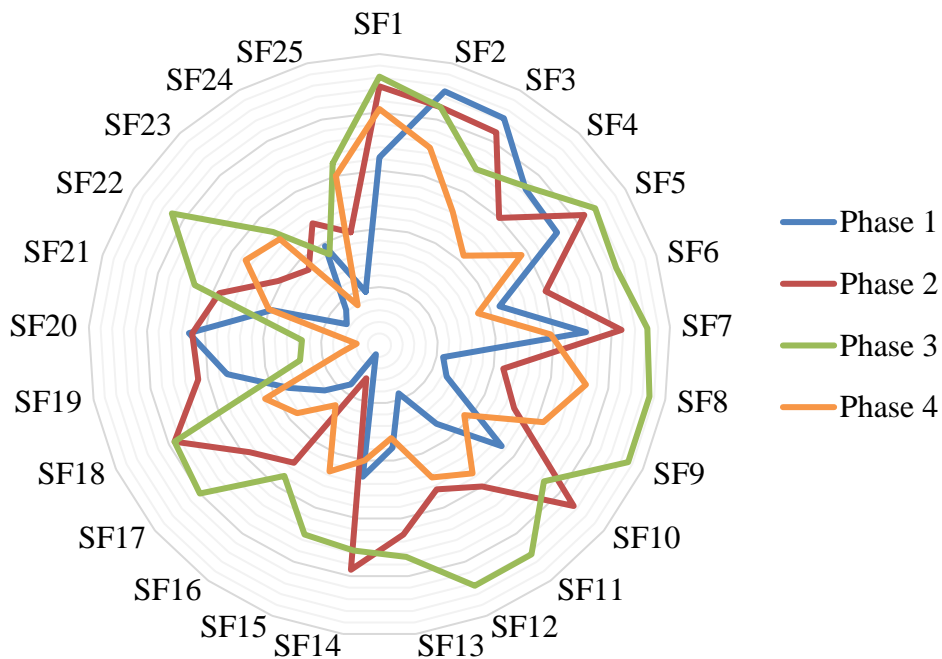 SF1
SF2
SF3
SF4
SF5
SF6
SF7
SF8
SF9
SF10
SF11
SF12
SF13
SF14
SF15
SF16
SF17
SF18
SF19
SF20
SF21
SF22
SF23
SF24
SF25
Phase 1
Phase 2
Phase 3
Phase 4